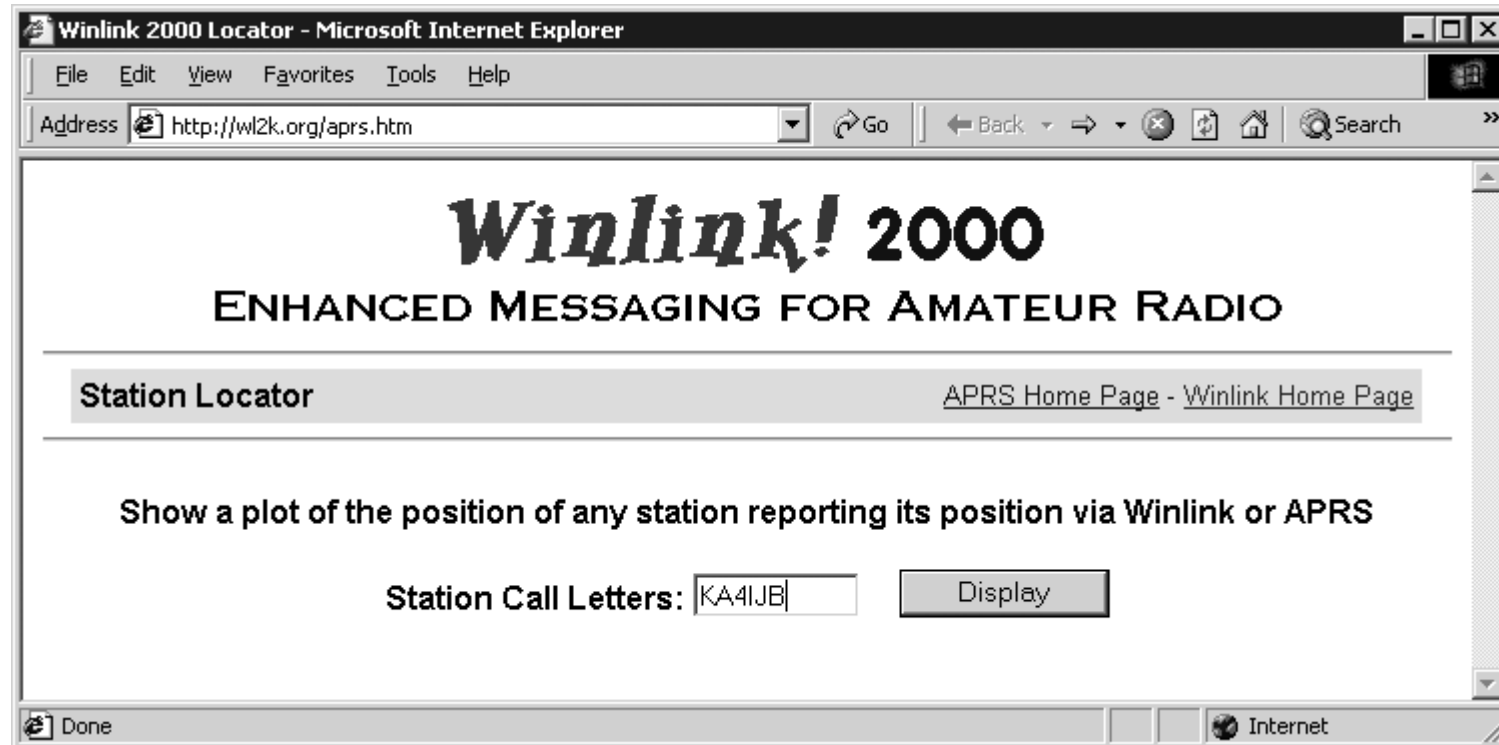 Winlink 2000 Locator - Microsoft Internet Explorer
File Edit View Favorites Tools Help
Address http://wl2k.org/aprs.htm Go Back Search »
Winlink! 2000
ENHANCED MESSAGING FOR AMATEUR RADIO
Station Locator APRS Home Page - Winlink Home Page
Show a plot of the position of any station reporting its position via Winlink or APRS
Station Call Letters: KA4IJB Display
Done Internet